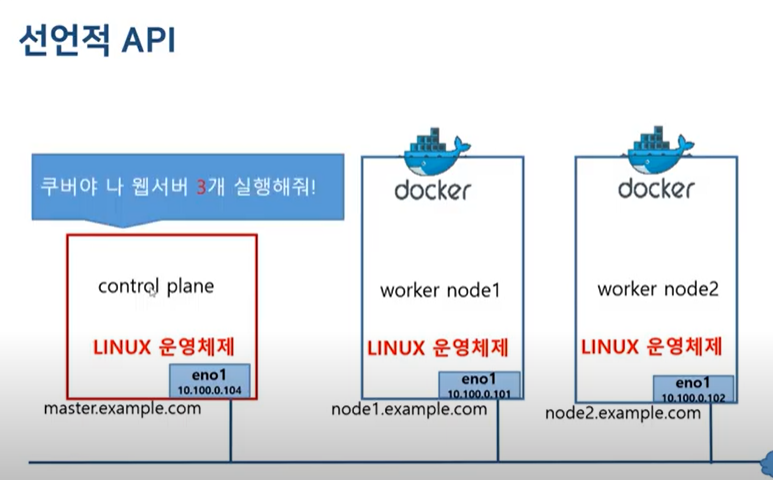 선언적 API
쿠버야 나 웹서버 3개 실행해줘!
control plane
LINUX 운영체제
eno1
10.100.0.104
master.example.com
docker
worker node1
LINUX 운영체제
eno1
10.100.0.101
node1.example.com
docker
worker node2
LINUX 운영체제
eno1
10.100.0.102
node2.example.com